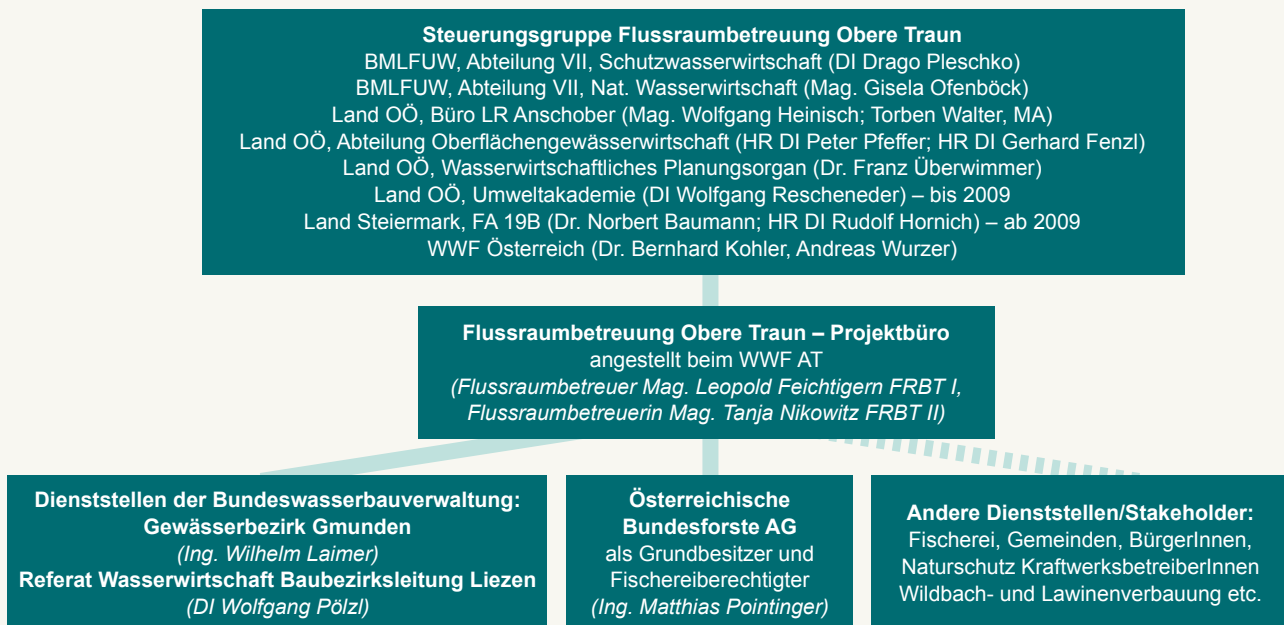 Steuerungsgruppe Flussraumbetreuung Obere Traun
BMLFUW, Abteilung VII, Schutzwasserwirtschaft (DI Drago Pleschko)
BMLFUW, Abteilung VII, Nat. Wasserwirtschaft (Mag. Gisela Ofenböck)
Land OÖ, Büro LR Anschober (Mag. Wolfgang Heinisch; Torben Walter, MA)
Land OÖ, Abteilung Oberflächengewässerwirtschaft (HR DI Peter Pfeffer; HR DI Gerhard Fenzl)
Land OÖ, Wasserwirtschaftliches Planungsorgan (Dr. Franz Überwimmer)
Land OÖ, Umweltakademie (DI Wolfgang Rescheneder) – bis 2009
Land Steiermark, FA 19B (Dr. Norbert Baumann; HR DI Rudolf Hornich) – ab 2009
WWF Österreich (Dr. Bernhard Kohler, Andreas Wurzer)
Flussraumbetreuung Obere Traun – Projektbüro
angestellt beim WWF AT
(Flussraumbetreuer Mag. Leopold Feichtigern FRBT I,
Flussraumbetreuerin Mag. Tanja Nikowitz FRBT II)
Dienststellen der Bundeswasserbauverwaltung:
Gewässerbezirk Gmunden
(Ing. Wilhelm Laimer)
Referat Wasserwirtschaft Baubezirksleitung Liezen
(DI Wolfgang Pölzl)
Österreichische
Bundesforste AG
als Grundbesitzer und
Fischereiberechtigter
(Ing. Matthias Pointinger)
Andere Dienststellen/Stakeholder:
Fischerei, Gemeinden, BürgerInnen,
Naturschutz KraftwerksbetreiberInnen
Wildbach- und Lawinenverbauung etc.